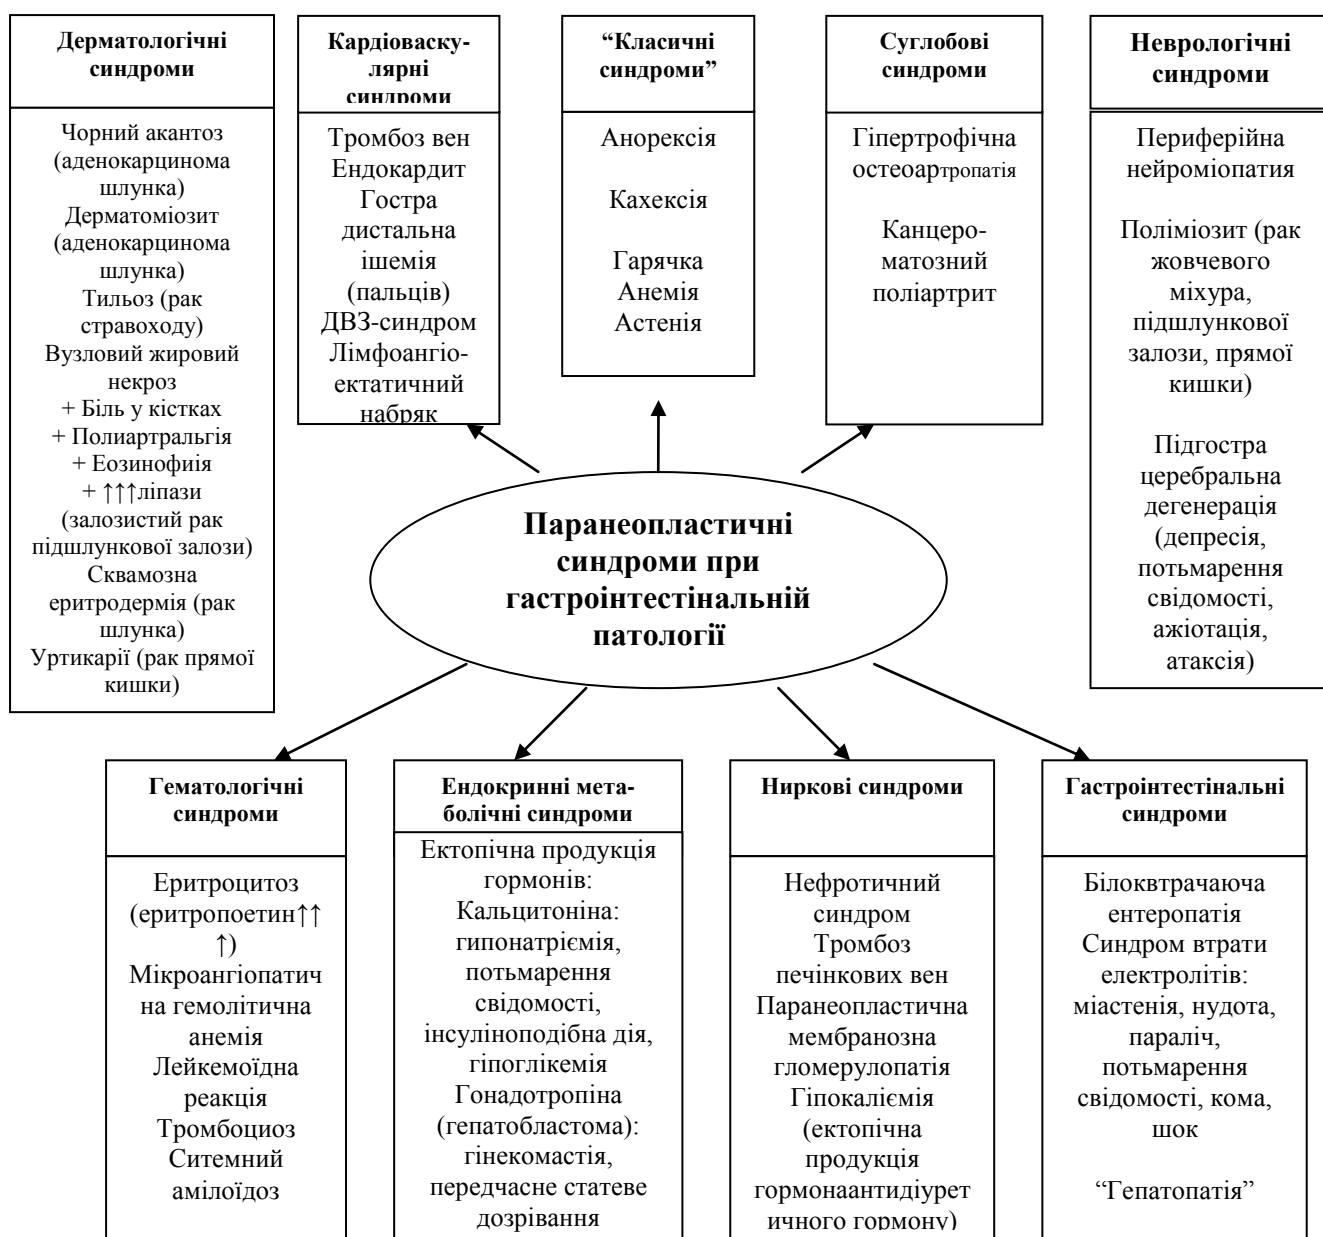 Дерматологічні
синдроми
Чорний акантоз
(аденокарцинома
шлунка)
Дерматоміозит
(аденокарцинома
шлунка)
Тильоз (рак
стравоходу)
Вузловий жировий
некроз
+ Біль у кістках
+ Полиартральгія
+ Еозинофиія
+ ↑↑↑ліпази
(залозистий рак
підшлункової залози)
Сквамозна
еритродермія (рак
шлунка)
Уртикарії (рак прямої
кишки)
Кардіоваску-
лярні
синдроми
Тромбоз вен
Ендокардит
Гостра
дистальна
ішемія
(пальців)
ДВЗ-синдром
Лімфоангіо-
ектатичний
набряк
“Класичні
синдроми”
Анорексія
Кахексія
Гарячка
Анемія
Астенія
Суглобові
синдроми
Гіпертрофічна
остеоартропатія
Канцеро-
матозний
поліартрит
Неврологічні
синдроми
Периферійна
нейроміопатия
Поліміозит (рак
жовчевого
міхура,
підшлункової
залози, прямої
кишки)
Підгостра
церебральна
дегенерація
(депресія,
потьмарення
свідомості,
ажіотація,
атаксія)
Паранеопластичні
синдроми при
гастроінтестінальній
патології
Гематологічні
синдроми
Еритроцитоз
(еритропоетин↑↑
↑)
Мікроангіопатич
на гемолітична
анемія
Лейкемоїдна
реакція
Тромбоциоз
Ситемний
амілоїдоз
Ендокринні мета-
болічні синдроми
Ектопічна продукція
гормонів:
Кальцитоніна:
гипонатріємія,
потьмарення
свідомості,
інсуліноподібна дія,
гіпоглікемія
Гонадотропіна
(гепатобластома):
гінекомастія,
передчасне статеве
дозрівання
Ниркові синдроми
Нефротичний
синдром
Тромбоз
печінкових вен
Паранеопластична
мембранозна
гломерулопатія
Гіпокаліємія
(ектопічна
продукція
гормонаантидіурет
ичного гормону)
Гастроінтестінальні
синдроми
Білоквтрачаюча
ентеропатія
Синдром втрати
електролітів:
міастенія, нудота,
параліч,
потьмарення
свідомості, кома,
шок
“Гепатопатія”